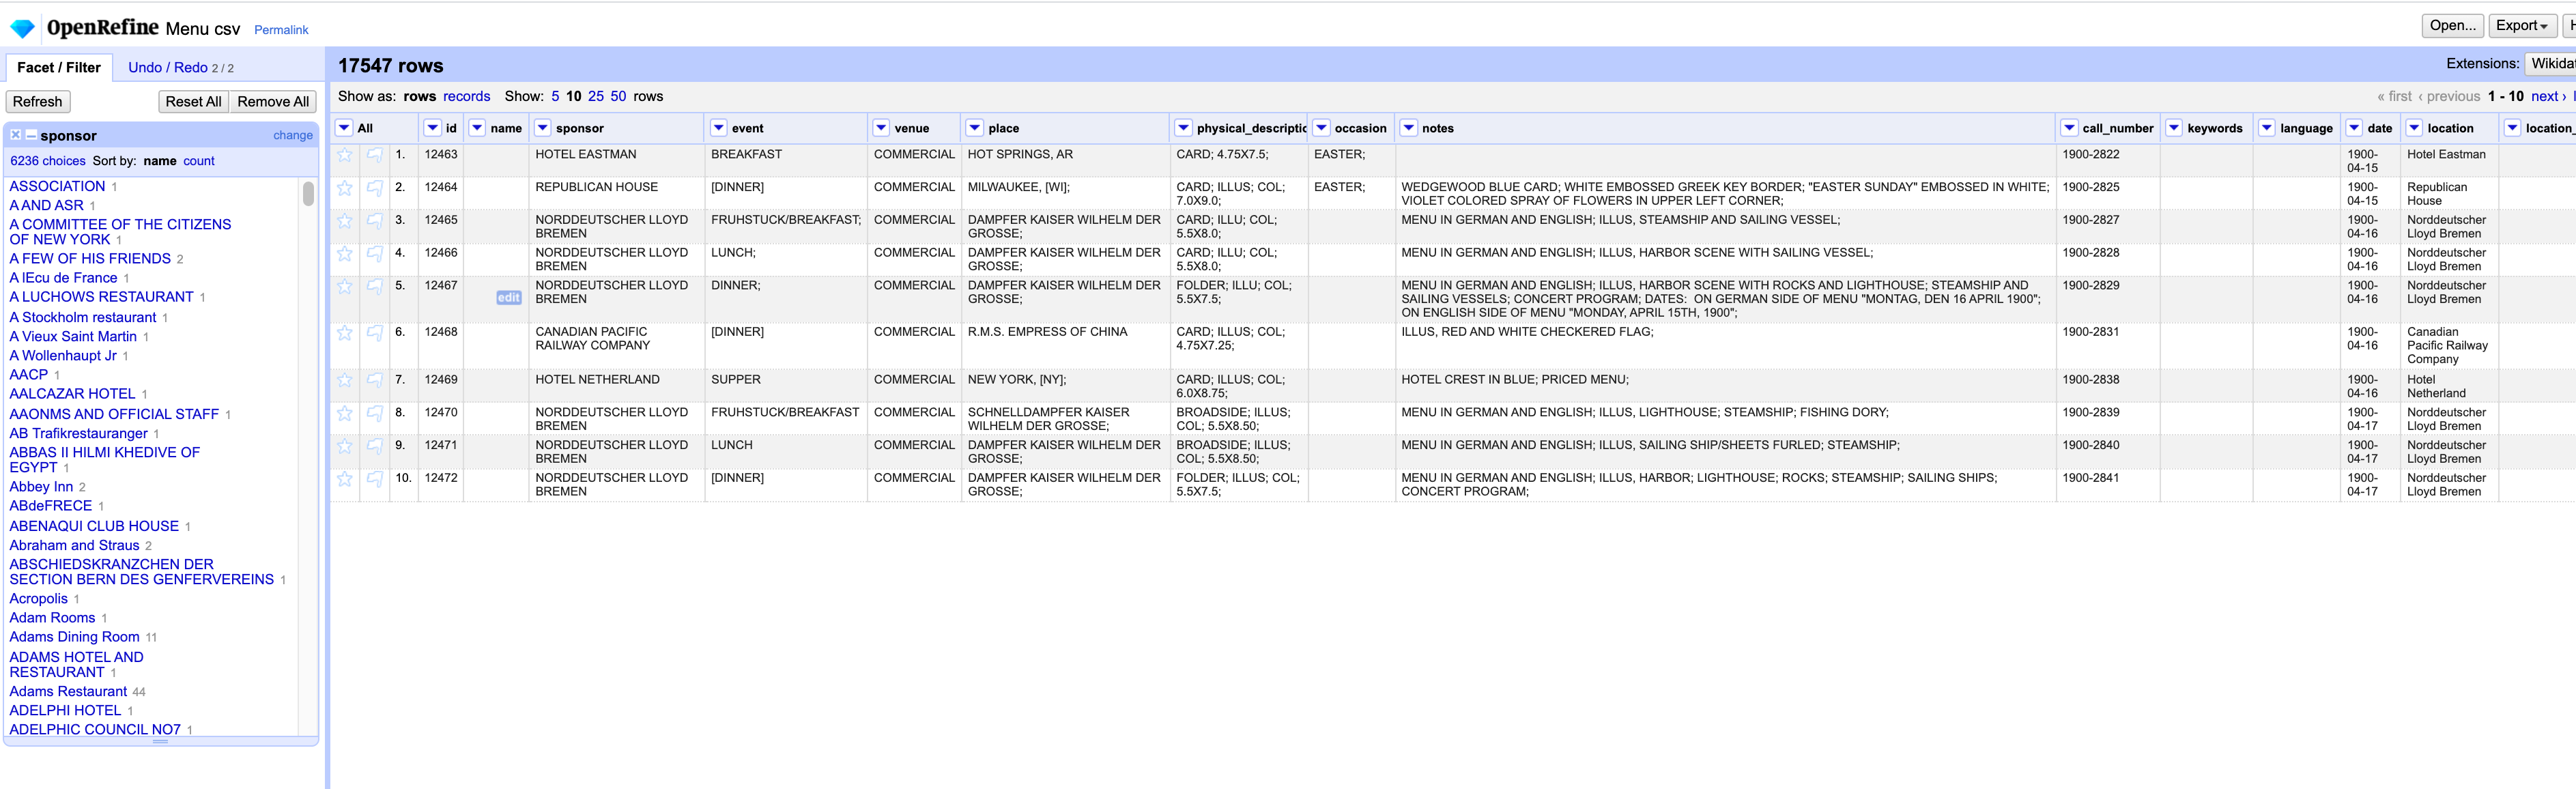 OpenRefine Menu csv Permalink
Open... Export
Facet / Filter Undo / Redo 2 / 2
17547 rows
Extensions: Wikida
Refresh Reset All Remove All
Show as: rows records Show: 5 10 25 50 rows
« first ‹ previous 1 - 10 next ›
sponsor change
6236 choices Sort by: name count
ASSOCIATION 1
A AND ASR 1
A COMMITTEE OF THE CITIZENS
OF NEW YORK 1
A FEW OF HIS FRIENDS 2
A lEcu de France 1
A LUCHOWS RESTAURANT 1
A Stockholm restaurant 1
A Vieux Saint Martin 1
A Wollenhaupt Jr 1
AACP 1
AALCAZAR HOTEL 1
AAONMS AND OFFICIAL STAFF 1
AB Trafikrestauranger 1
ABBAS II HILMI KHEDIVE OF
EGYPT 1
Abbey Inn 2
ABdeFRECE 1
ABENAQUI CLUB HOUSE 1
Abraham and Straus 2
ABSCHIEDSKRANZCHEN DER
SECTION BERN DES GENFERVEREINS 1
Acropolis 1
Adam Rooms 1
Adams Dining Room 11
ADAMS HOTEL AND
RESTAURANT 1
Adams Restaurant 44
ADELPHI HOTEL 1
ADELPHIC COUNCIL NO7 1
All id name sponsor event venue place physical_descriptic occasion notes call_number keywords language date location location_
1. 12463 HOTEL EASTMAN BREAKFAST COMMERCIAL HOT SPRINGS, AR CARD; 4.75X7.5; EASTER; 1900-2822 1900- Hotel Eastman
04-15
2. 12464 REPUBLICAN HOUSE [DINNER] COMMERCIAL MILWAUKEE, [WI]; CARD; ILLUS; COL; EASTER; WEDGEWOOD BLUE CARD; WHITE EMBOSSED GREEK KEY BORDER; "EASTER SUNDAY" EMBOSSED IN WHITE; 1900-2825 1900- Republican
7.0X9.0; VIOLET COLORED SPRAY OF FLOWERS IN UPPER LEFT CORNER; 04-15 House
3. 12465 NORDDEUTSCHER LLOYD FRUHSTUCK/BREAKFAST; COMMERCIAL DAMPFER KAISER WILHELM DER CARD; ILLU; COL; MENU IN GERMAN AND ENGLISH; ILLUS, STEAMSHIP AND SAILING VESSEL; 1900-2827 1900- Norddeutscher
BREMEN GROSSE; 5.5X8.0; 04-16 Lloyd Bremen
4. 12466 NORDDEUTSCHER LLOYD LUNCH; COMMERCIAL DAMPFER KAISER WILHELM DER CARD; ILLU; COL; MENU IN GERMAN AND ENGLISH; ILLUS, HARBOR SCENE WITH SAILING VESSEL; 1900-2828 1900- Norddeutscher
BREMEN GROSSE; 5.5X8.0; 04-16 Lloyd Bremen
5. 12467 edit NORDDEUTSCHER LLOYD DINNER; COMMERCIAL DAMPFER KAISER WILHELM DER FOLDER; ILLU; COL; MENU IN GERMAN AND ENGLISH; ILLUS, HARBOR SCENE WITH ROCKS AND LIGHTHOUSE; STEAMSHIP AND 1900-2829 1900- Norddeutscher
BREMEN GROSSE; 5.5X7.5; SAILING VESSELS; CONCERT PROGRAM; DATES: ON GERMAN SIDE OF MENU "MONTAG, DEN 16 APRIL 1900"; 04-16 Lloyd Bremen
ON ENGLISH SIDE OF MENU "MONDAY, APRIL 15TH, 1900";
6. 12468 CANADIAN PACIFIC [DINNER] COMMERCIAL R.M.S. EMPRESS OF CHINA CARD; ILLUS; COL; ILLUS, RED AND WHITE CHECKERED FLAG; 1900-2831 1900- Canadian
RAILWAY COMPANY 4.75X7.25; 04-16 Pacific Railway
Company
7. 12469 HOTEL NETHERLAND SUPPER COMMERCIAL NEW YORK, [NY]; CARD; ILLUS; COL; HOTEL CREST IN BLUE; PRICED MENU; 1900-2838 1900- Hotel
6.0X8.75; 04-16 Netherland
8. 12470 NORDDEUTSCHER LLOYD FRUHSTUCK/BREAKFAST COMMERCIAL SCHNELLDAMPFER KAISER BROADSIDE; ILLUS; MENU IN GERMAN AND ENGLISH; ILLUS, LIGHTHOUSE; STEAMSHIP; FISHING DORY; 1900-2839 1900- Norddeutscher
BREMEN WILHELM DER GROSSE; COL; 5.5X8.50; 04-17 Lloyd Bremen
9. 12471 NORDDEUTSCHER LLOYD LUNCH COMMERCIAL DAMPFER KAISER WILHELM DER BROADSIDE; ILLUS; MENU IN GERMAN AND ENGLISH; ILLUS, SAILING SHIP/SHEETS FURLED; STEAMSHIP; 1900-2840 1900- Norddeutscher
BREMEN GROSSE; COL; 5.5X8.50; 04-17 Lloyd Bremen
10. 12472 NORDDEUTSCHER LLOYD [DINNER] COMMERCIAL DAMPFER KAISER WILHELM DER FOLDER; ILLUS; COL; MENU IN GERMAN AND ENGLISH; ILLUS, HARBOR; LIGHTHOUSE; ROCKS; STEAMSHIP; SAILING SHIPS; 1900-2841 1900- Norddeutscher
BREMEN GROSSE; 5.5X7.5; CONCERT PROGRAM; 04-17 Lloyd Bremen